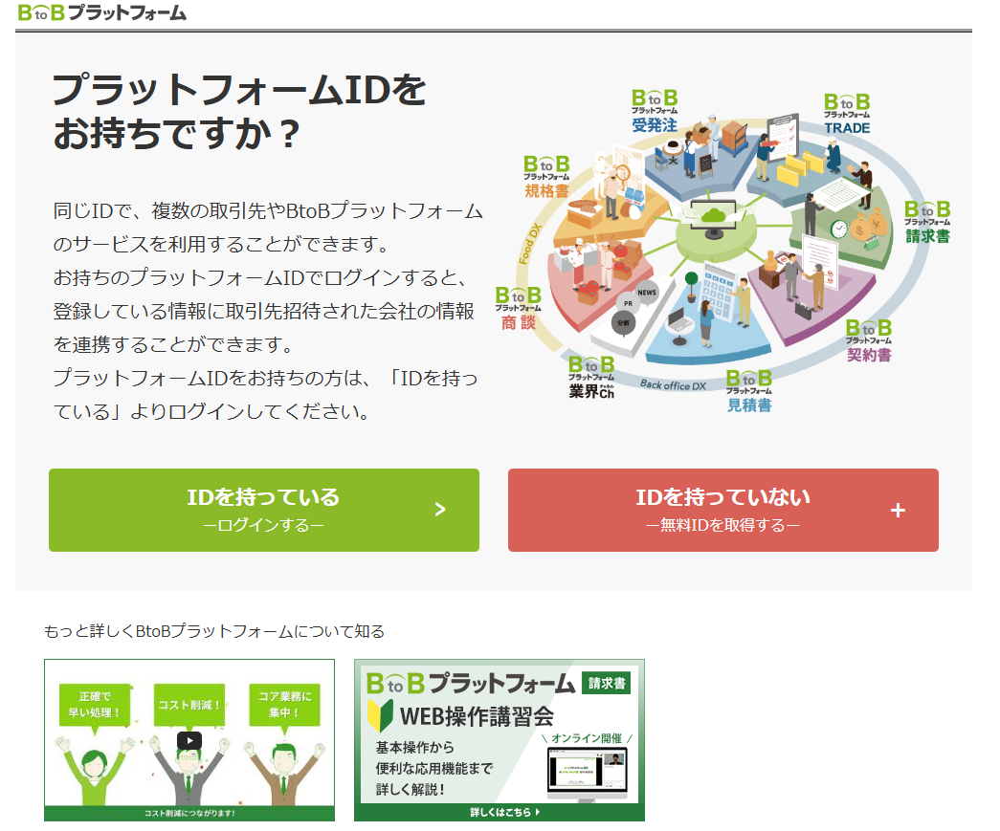 BtoBプラットフォーム
プラットフォームIDを
お持ちですか？
同じIDで、複数の取引先やBtoBプラットフォーム
のサービスを利用することができます。
お持ちのプラットフォームIDでログインすると、
登録している情報に取引先招待された会社の情報
を連携することができます。
プラットフォームIDをお持ちの方は、「IDを持っ
ている」よりログインしてください。
BtoB
プラットフォーム
受発注
BtoB
プラットフォーム
TRADE
BtoB
プラットフォーム
規格書
BtoB
プラットフォーム
請求書
Food DX
BtoB
プラットフォーム
商談
NEWS
PR
分析
BtoB
プラットフォーム
契約書
BtoB
プラットフォーム
業界チャネルCh
Back office DX
BtoB
プラットフォーム
見積書
IDを持っている
－ログインする－
>
IDを持っていない
－無料IDを取得する－
+
もっと詳しくBtoBプラットフォームについて知る
正確で
早い処理！
コスト削減！
コア業務に
集中！
コスト削減につながります!
BtoBプラットフォーム 請求書
WEB操作講習会
\ オンライン開催 /
基本操作から
便利な応用機能まで
詳しく解説！
詳しくはこちら